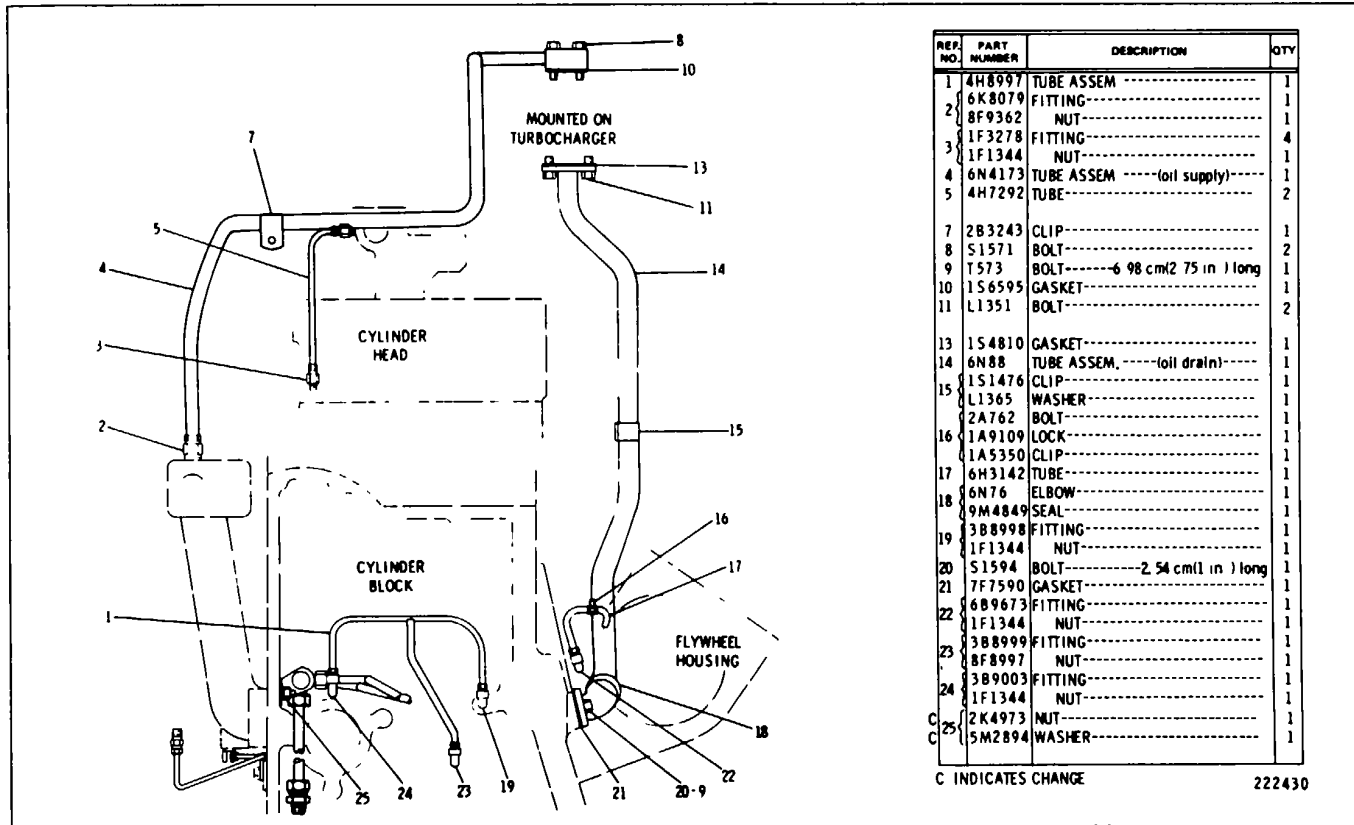 8
10
MOUNTED ON
TURBOCHARGER
7
13
11
5
4
14
CYLINDER
HEAD
3
2
15
16
CYLINDER
BLOCK
17
1
FLYWHEEL
HOUSING
18
22
25
24
23
19
21
20-9
REF. NO. PART NUMBER DESCRIPTION QTY
1 4H8997 TUBE ASSEM 1
2 6K8079 FITTING 1
8F9362 NUT 1
3 1F3278 FITTING 4
1F1344 NUT 1
4 6N4173 TUBE ASSEM (oil supply) 1
5 4H7292 TUBE 2
7 2B3243 CLIP 1
8 S1571 BOLT 2
9 T573 BOLT 6 98 cm(2 75 in ) long 1
10 1S6595 GASKET 1
11 L1351 BOLT 2
13 1S4810 GASKET 1
14 6N88 TUBE ASSEM. (oil drain) 1
15 1S1476 CLIP 1
L1365 WASHER 1
16 2A762 BOLT 1
1A9109 LOCK 1
1A5350 CLIP 1
17 6H3142 TUBE 1
18 6N76 ELBOW 1
9M4849 SEAL 1
19 3B8998 FITTING 1
1F1344 NUT 1
20 S1594 BOLT 2. 54 cm(1 in ) long 1
21 7F7590 GASKET 1
22 6B9673 FITTING 1
1F1344 NUT 1
23 3B8999 FITTING 1
8F8997 NUT 1
24 3B9003 FITTING 1
1F1344 NUT 1
C 25 2K4973 NUT 1
C 5M2894 WASHER 1
C INDICATES CHANGE
222430